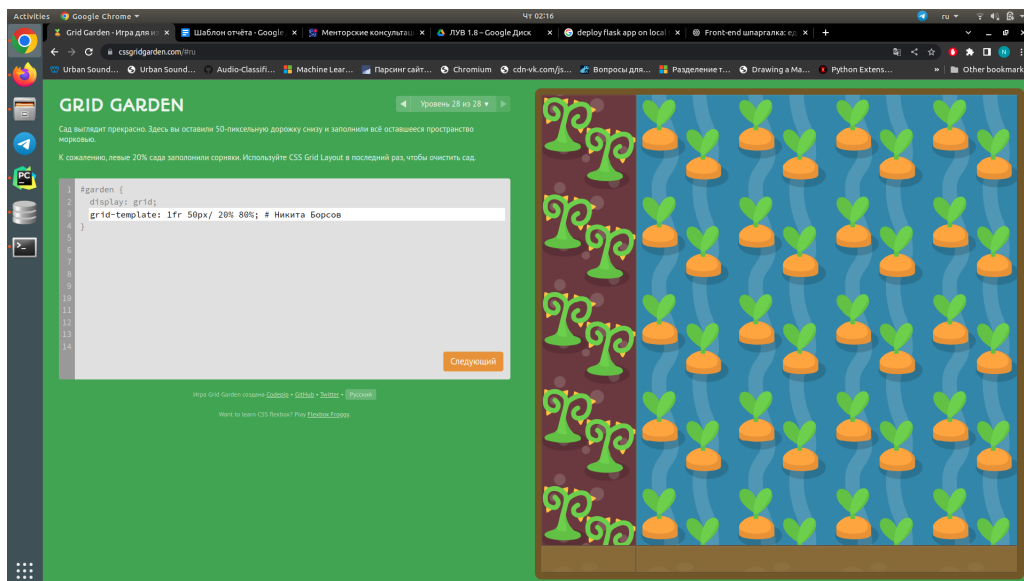 Activities Google Chrome ▾ Чт 02:16 ru ▾
Grid Garden - Игра для из × Шаблон отчёта - Google × Менторские консультац × ЛУВ 1.8 – Google Диск × deploy flask app on local × Front-end шпаргалка: ед × +
cssgridgarden.com/#ru
Urban Sound... Urban Sound... Audio-Classifi... Machine Lear... Парсинг сайт... Chromium cdn-vk.com/js... Вопросы для... Разделение т... Drawing a Ma... Python Extens... » Other bookmark
GRID GARDEN
◀ Уровень 28 из 28 ▾ ▶
Сад выглядит прекрасно. Здесь вы оставили 50-пиксельную дорожку снизу и заполнили всё оставшееся пространство
морковью.
К сожалению, левые 20% сада заполонили сорняки. Используйте CSS Grid Layout в последний раз, чтобы очистить сад.
1 #garden {
2 display: grid;
3 grid-template: 1fr 50px/ 20% 80%; # Никита Борсов
4 }
5
6
7
8
9
10
11
12
13
14
Следующий
Игра Grid Garden создана Codepip • GitHub • Twitter • Русский
Want to learn CSS flexbox? Play Flexbox Froggy.